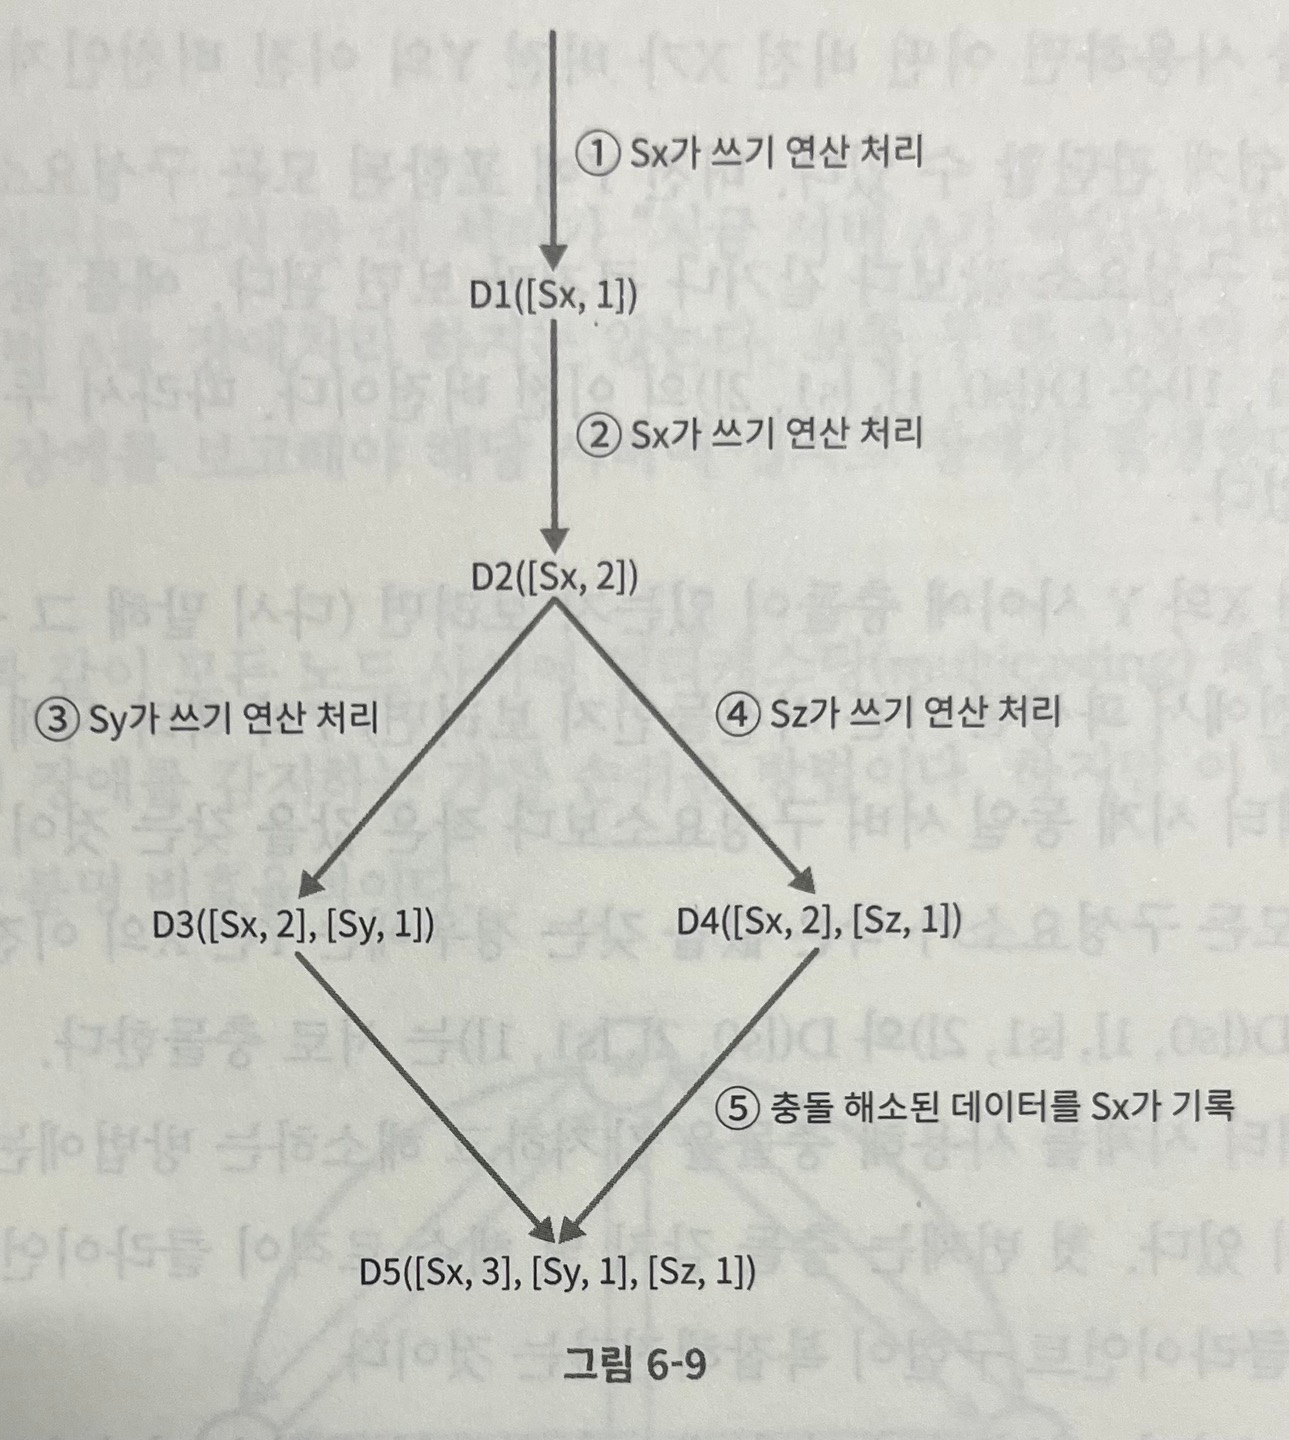 ① Sx가 쓰기 연산 처리
D1([Sx, 1])
② Sx가 쓰기 연산 처리
D2([Sx, 2])
③ Sy가 쓰기 연산 처리
④ Sz가 쓰기 연산 처리
D3([Sx, 2], [Sy, 1])
D4([Sx, 2], [Sz, 1])
⑤ 충돌 해소된 데이터를 Sx가 기록
D5([Sx, 3], [Sy, 1], [Sz, 1])
그림 6-9